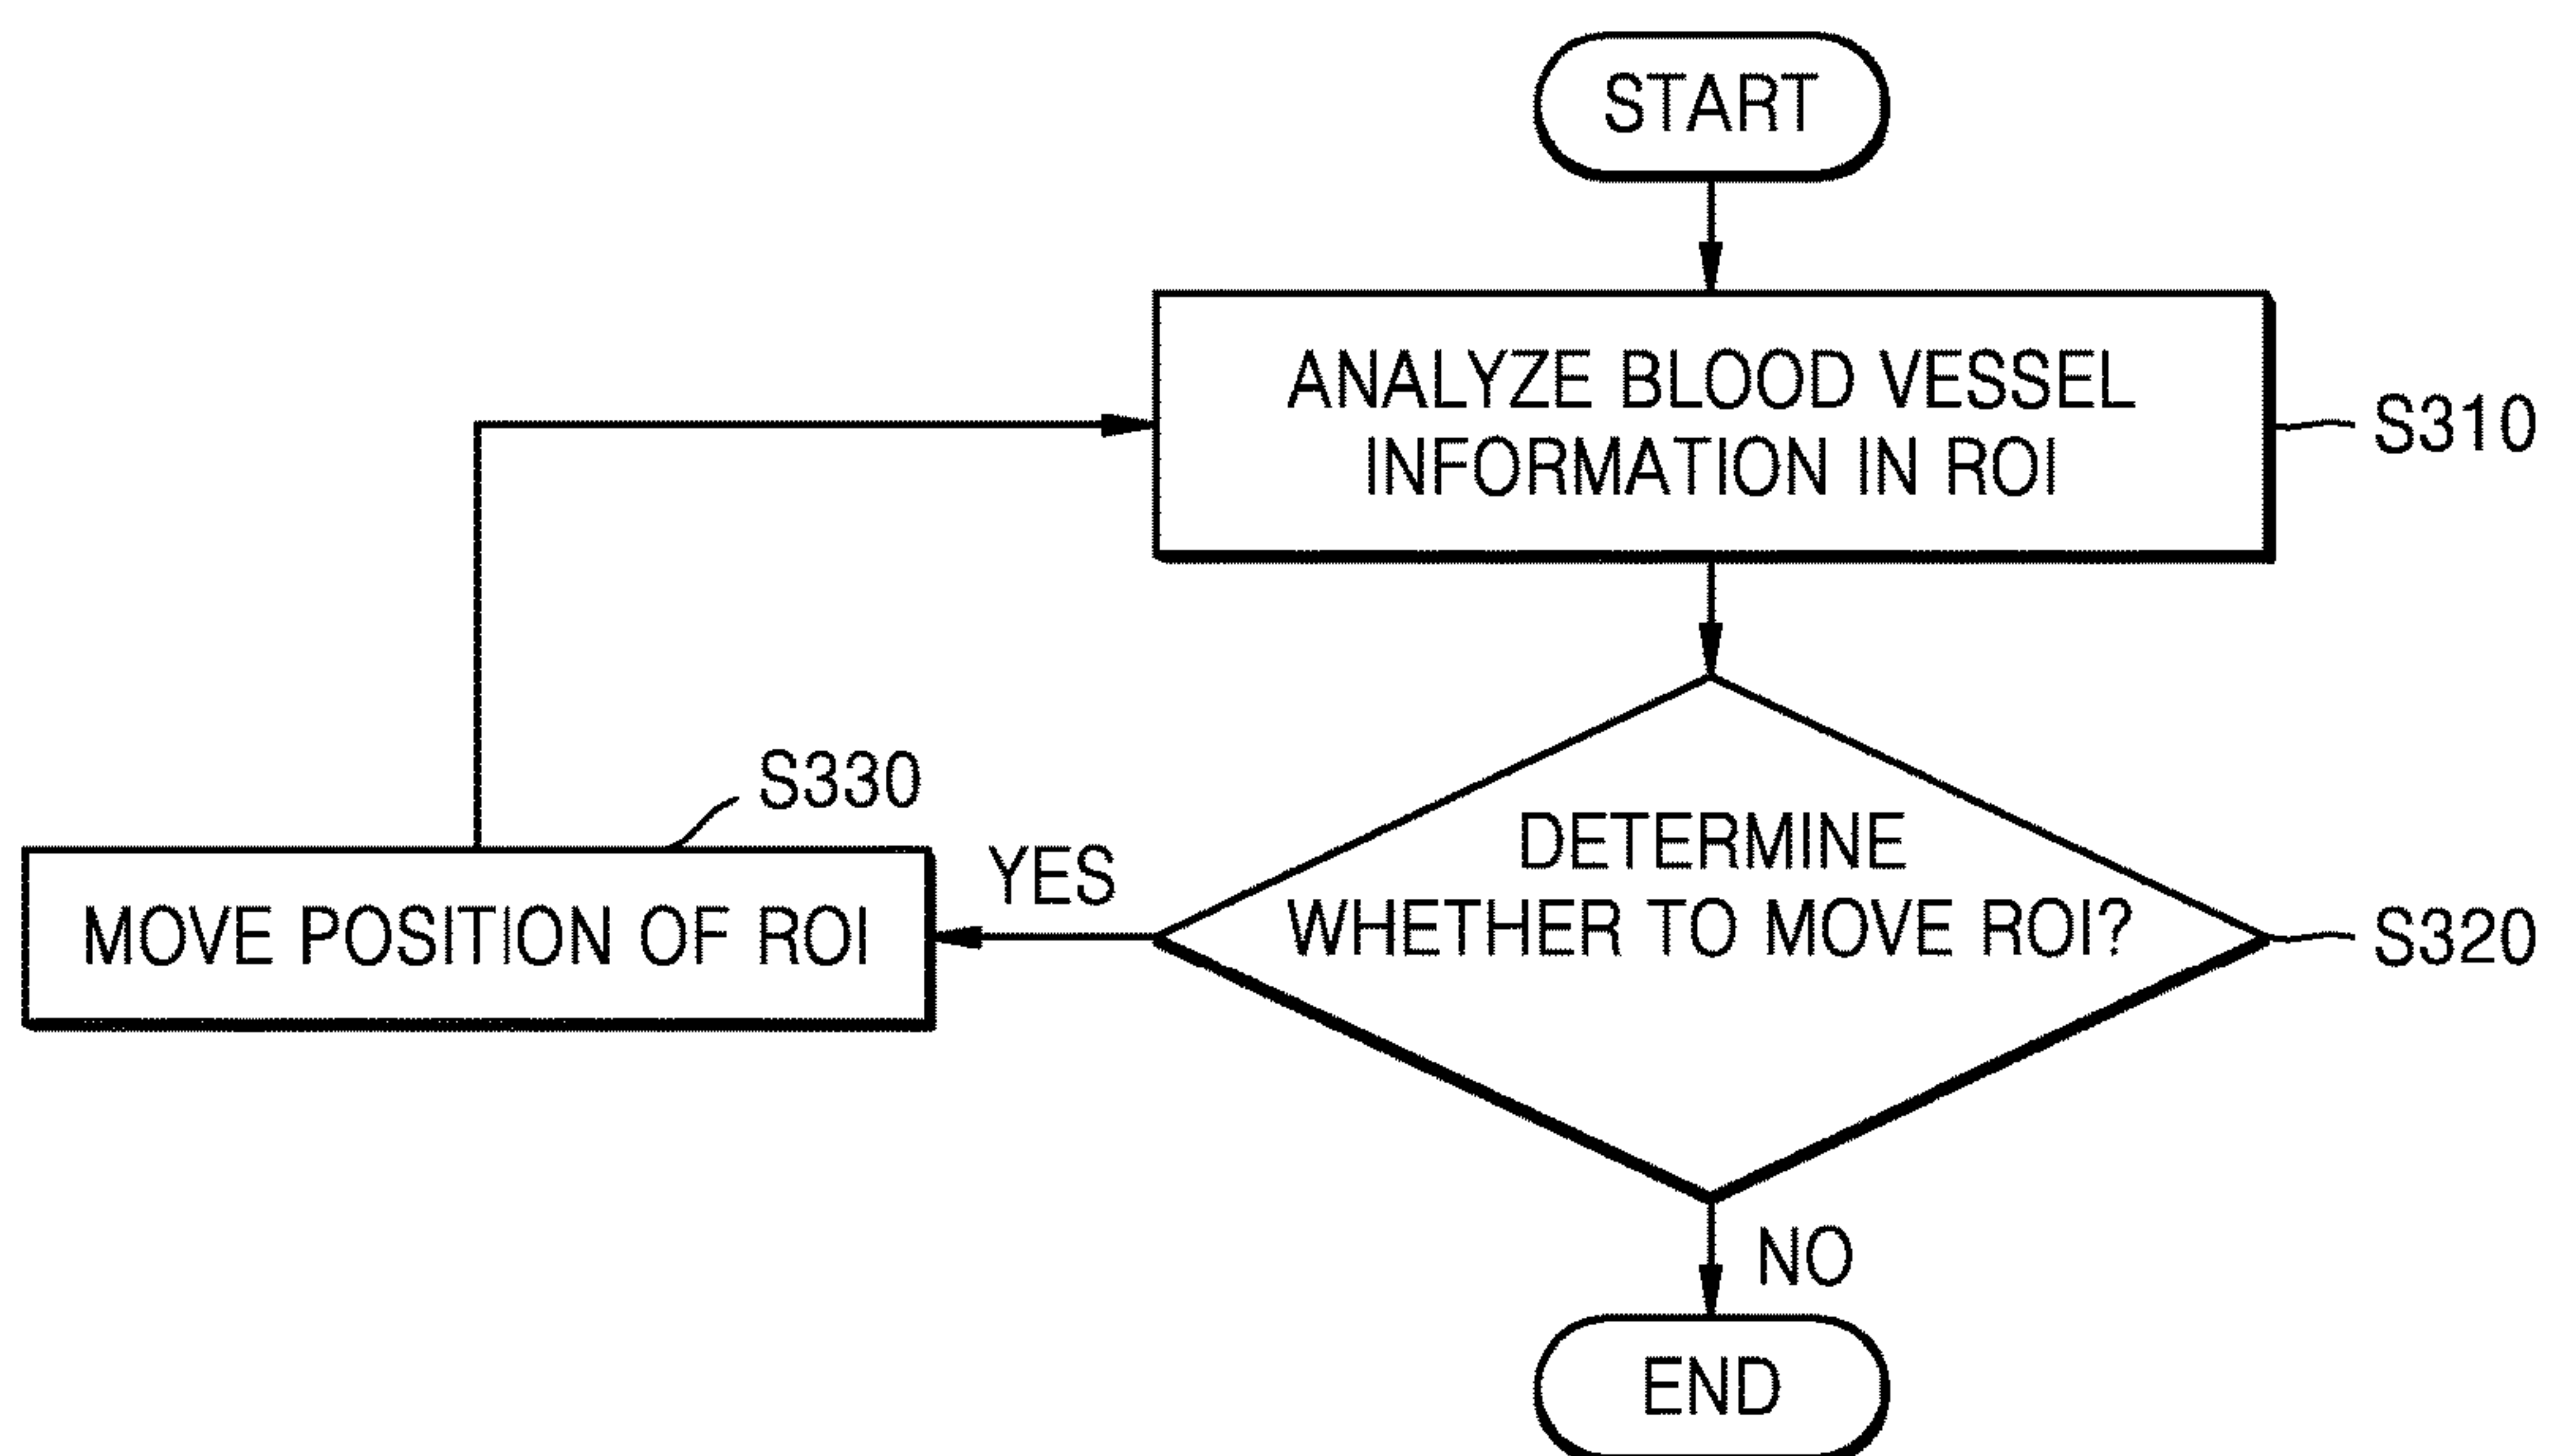 START
ANALYZE BLOOD VESSEL
INFORMATION IN ROI
S310
S330
MOVE POSITION OF ROI
YES
DETERMINE
WHETHER TO MOVE ROI?
S320
NO
END